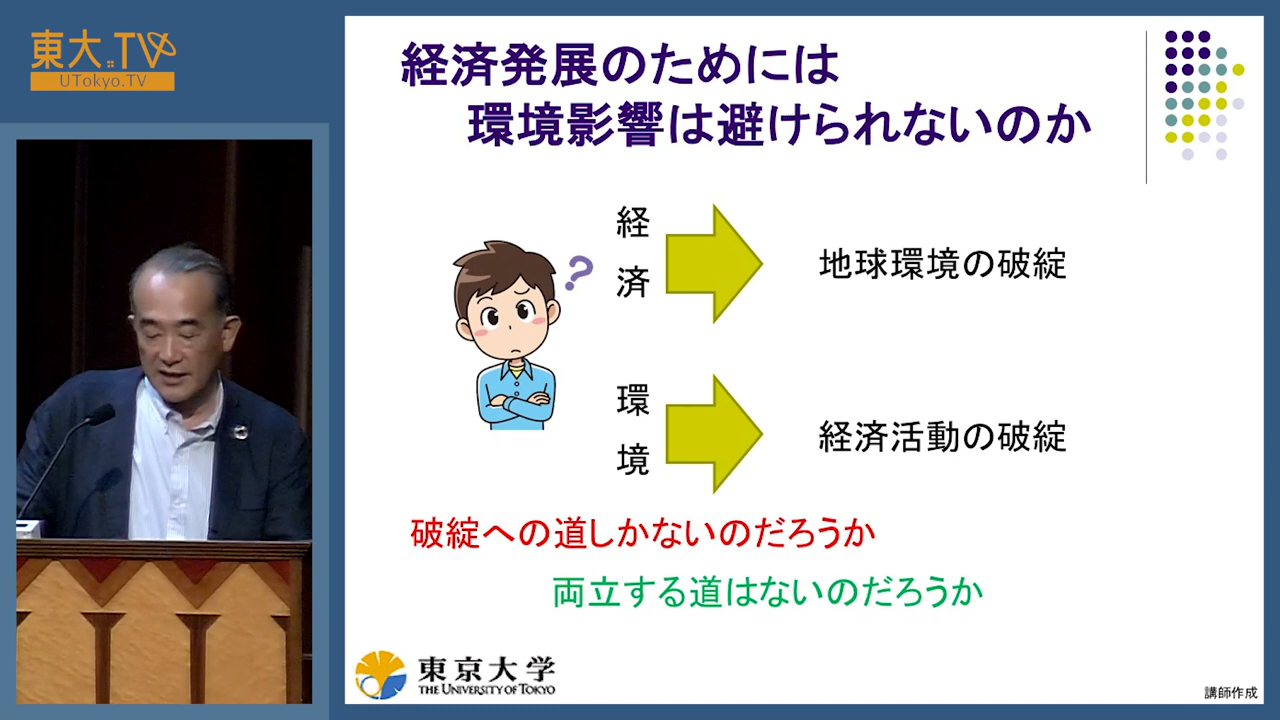 東大.TV
UTokyo.TV
経済発展のためには
環境影響は避けられないのか
?
経済
地球環境の破綻
環境
経済活動の破綻
破綻への道しかないのだろうか
両立する道はないのだろうか
東京大学
THE UNIVERSITY OF TOKYO
講師作成